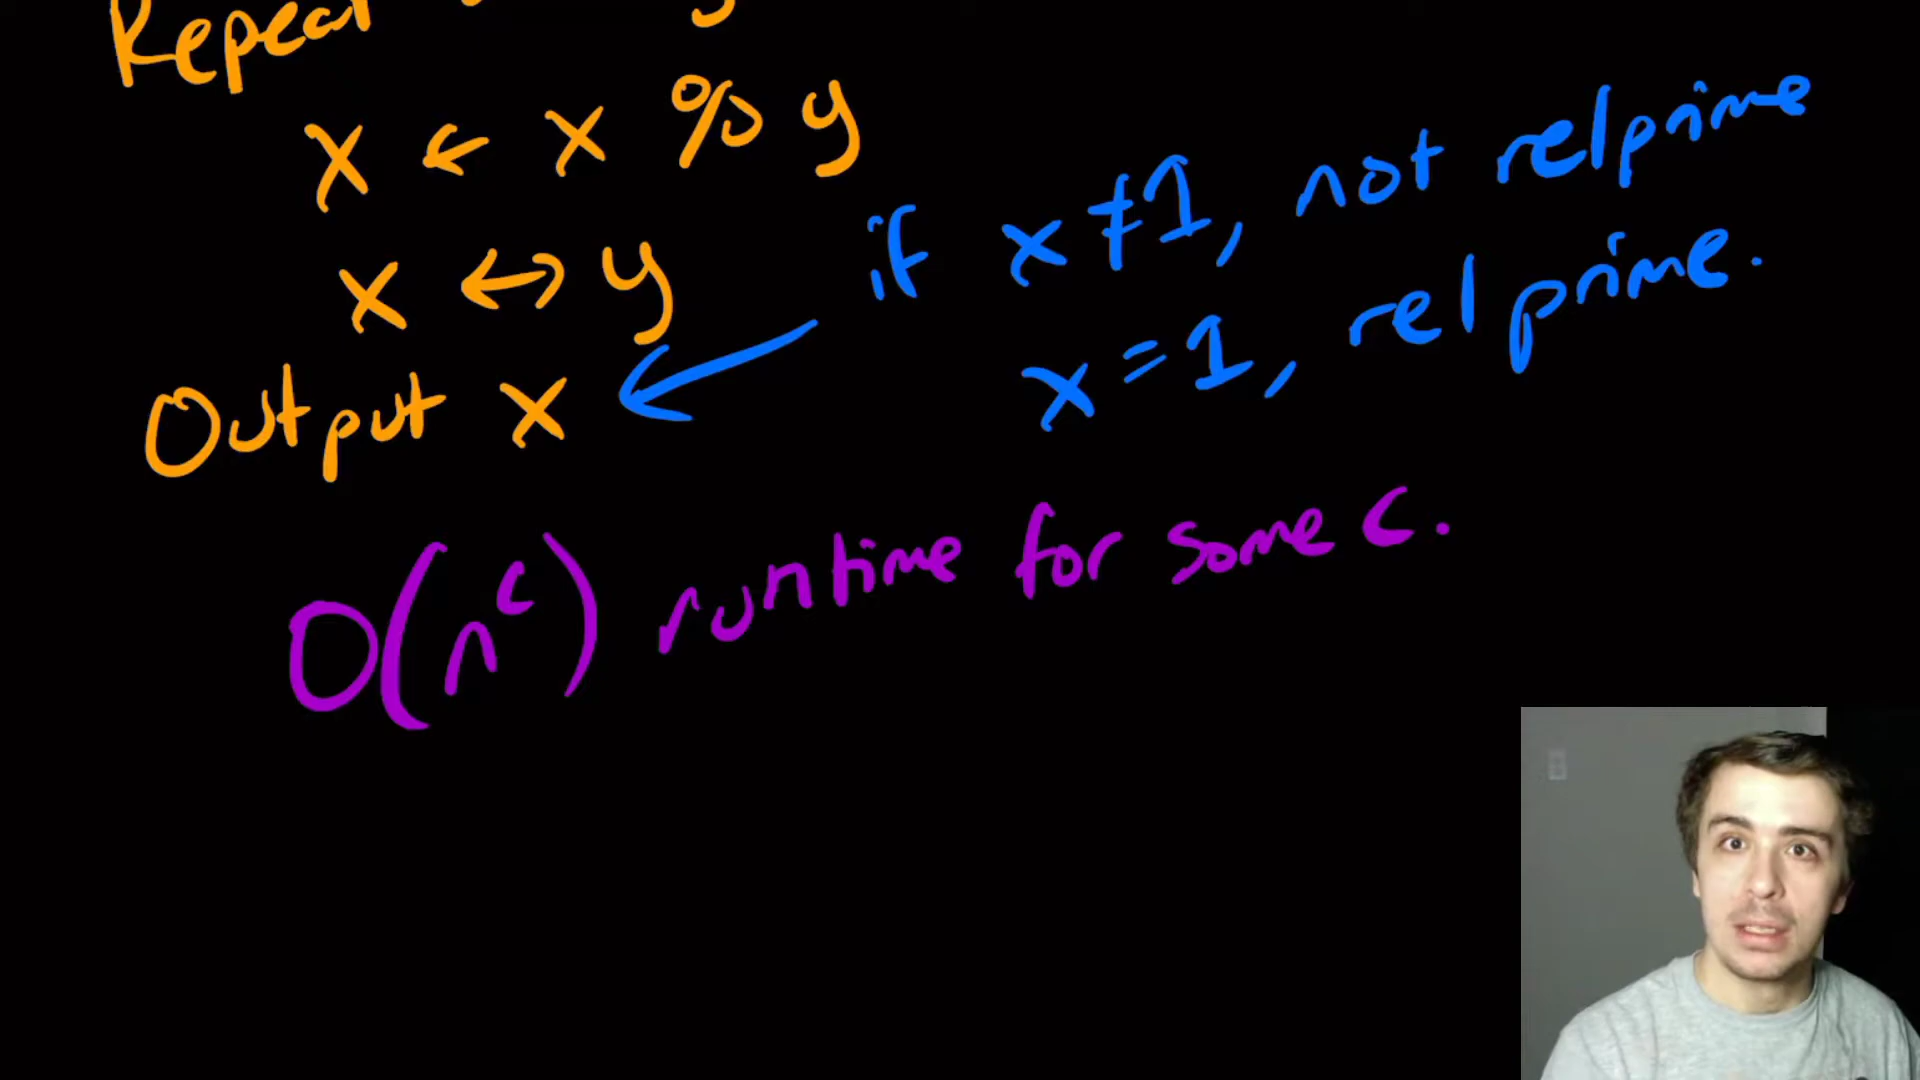 Repeat
x ← x % y
x ↔ y
Output x
if x ≠ 1, not relprime
x = 1, relprime.
O(n^c) runtime for some c.